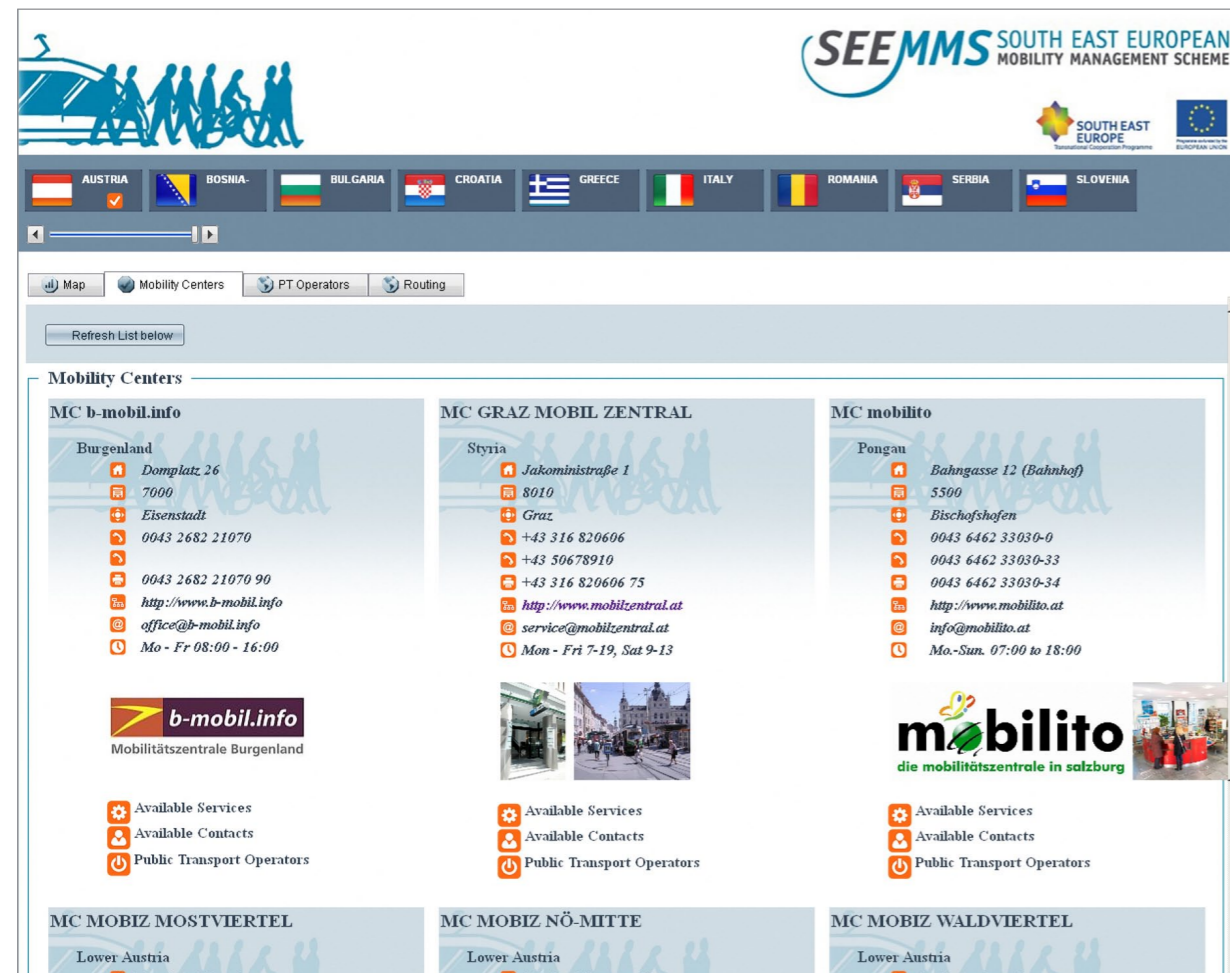 SEEMMS SOUTH EAST EUROPEAN
MOBILITY MANAGEMENT SCHEME
SOUTH EAST
EUROPE
Transnational Cooperation Programme
EUROPEAN UNION
AUSTRIA BOSNIA- BULGARIA CROATIA GREECE ITALY ROMANIA SERBIA SLOVENIA
Map Mobility Centers PT Operators Routing
Refresh List below
Mobility Centers
MC b-mobil.info
Burgenland
Domplatz 26
7000
Eisenstadt
0043 2682 21070
0043 2682 21070 90
http://www.b-mobil.info
office@b-mobil.info
Mo - Fr 08:00 - 16:00
b-mobil.info
Mobilitätszentrale Burgenland
Available Services
Available Contacts
Public Transport Operators
MC GRAZ MOBIL ZENTRAL
Styria
Jakoministraße 1
8010
Graz
+43 316 820606
+43 50678910
+43 316 820606 75
http://www.mobilzentral.at
service@mobilzentral.at
Mon - Fri 7-19, Sat 9-13
Available Services
Available Contacts
Public Transport Operators
MC mobilito
Pongau
Bahngasse 12 (Bahnhof)
5500
Bischofshofen
0043 6462 33030-0
0043 6462 33030-33
0043 6462 33030-34
http://www.mobilito.at
info@mobilito.at
Mo.-Sun. 07:00 to 18:00
mobilito
die mobilitätszentrale in salzburg
Available Services
Available Contacts
Public Transport Operators
MC MOBIZ MOSTVIERTEL
Lower Austria
MC MOBIZ NÖ-MITTE
Lower Austria
MC MOBIZ WALDVIERTEL
Lower Austria